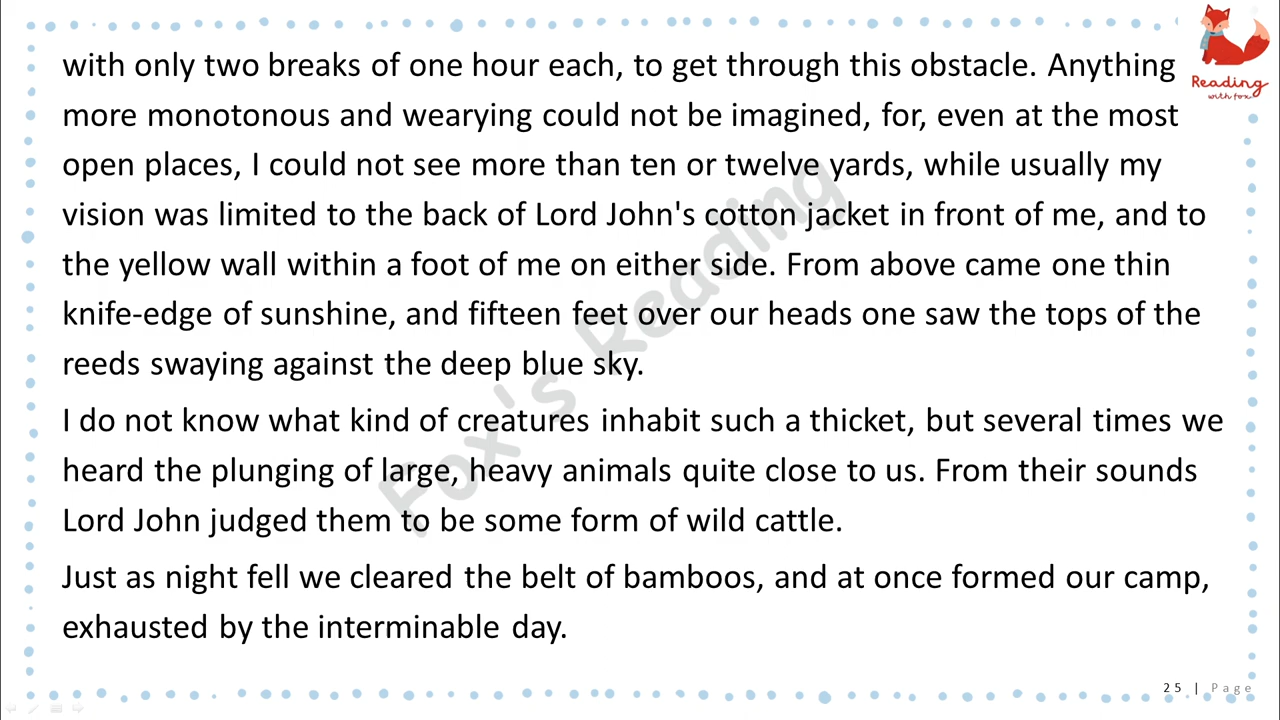 with only two breaks of one hour each, to get through this obstacle. Anything
more monotonous and wearying could not be imagined, for, even at the most
open places, I could not see more than ten or twelve yards, while usually my
vision was limited to the back of Lord John's cotton jacket in front of me, and to
the yellow wall within a foot of me on either side. From above came one thin
knife-edge of sunshine, and fifteen feet over our heads one saw the tops of the
reeds swaying against the deep blue sky.
I do not know what kind of creatures inhabit such a thicket, but several times we
heard the plunging of large, heavy animals quite close to us. From their sounds
Lord John judged them to be some form of wild cattle.
Just as night fell we cleared the belt of bamboos, and at once formed our camp,
exhausted by the interminable day.
Fox's Reading
Reading
with fox
25 | Page